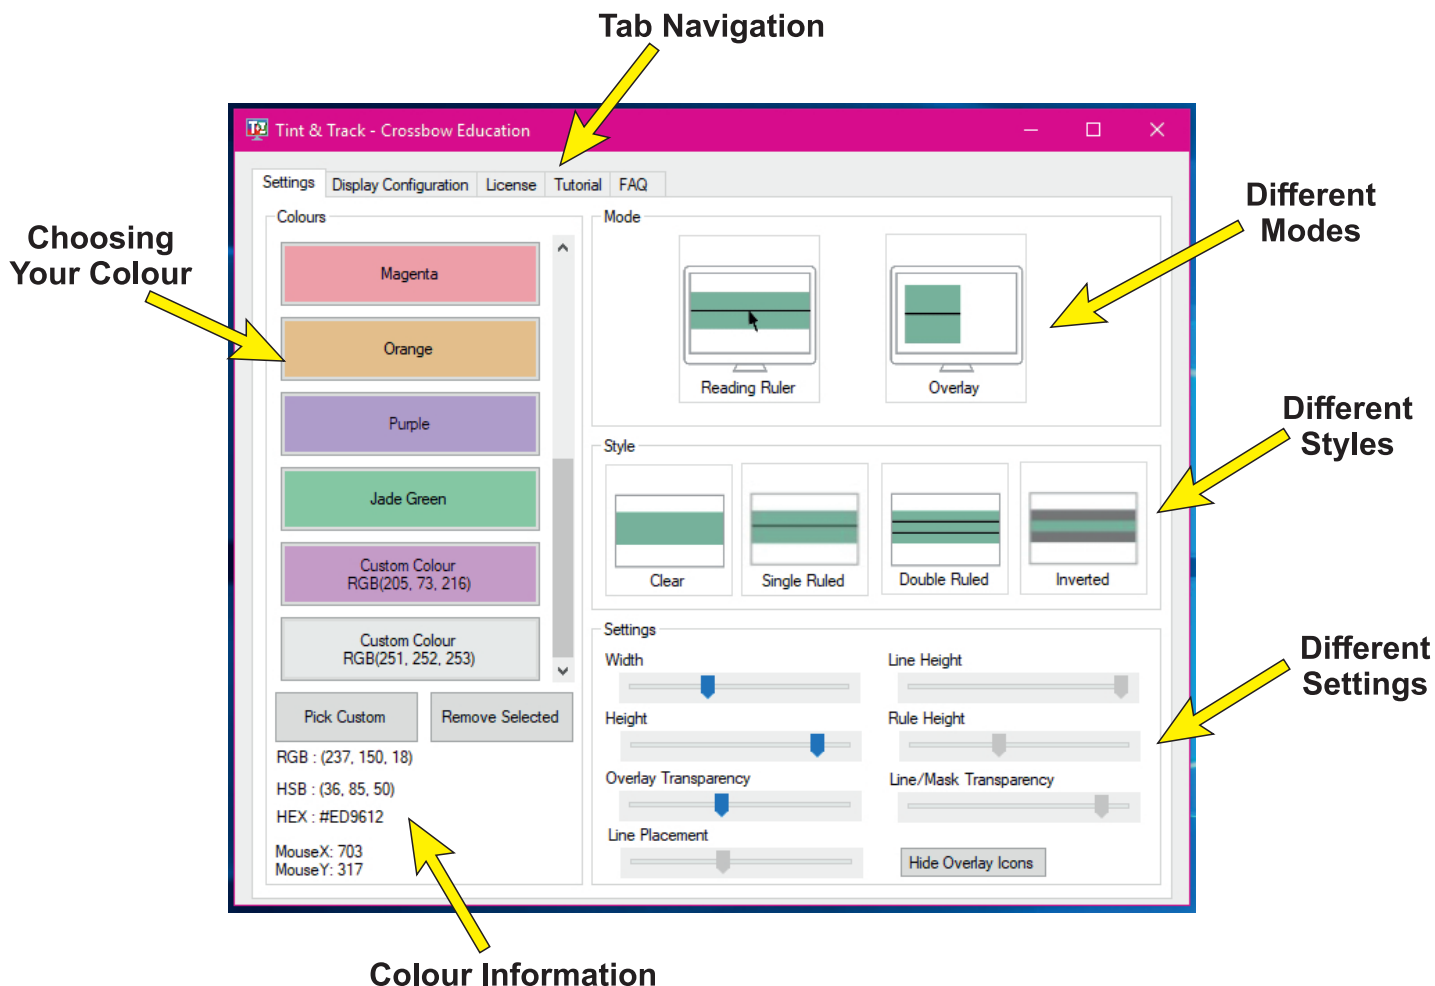 Tab Navigation
Tint & Track - Crossbow Education
Settings Display Configuration License Tutorial FAQ
Different
Modes
Choosing
Your Colour
Colours
Magenta
Orange
Purple
Jade Green
Custom Colour
RGB(205, 73, 216)
Custom Colour
RGB(251, 252, 253)
Pick Custom Remove Selected
RGB : (237, 150, 18)
HSB : (36, 85, 50)
HEX : #ED9612
MouseX: 703
MouseY: 317
Mode
Reading Ruler Overlay
Different
Styles
Style
Clear Single Ruled Double Ruled Inverted
Different
Settings
Settings
Width Line Height
Height Rule Height
Overlay Transparency Line/Mask Transparency
Line Placement
Hide Overlay Icons
Colour Information